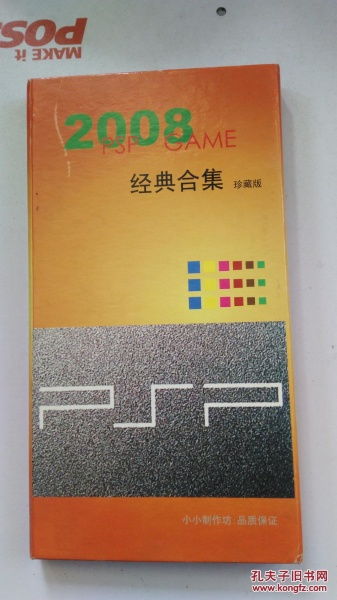 MAKE it
POS
2008
PSP GAME
经典合集 珍藏版
PSP
小小制作坊 品质保证
孔夫子旧书网
KONGFZ.COM